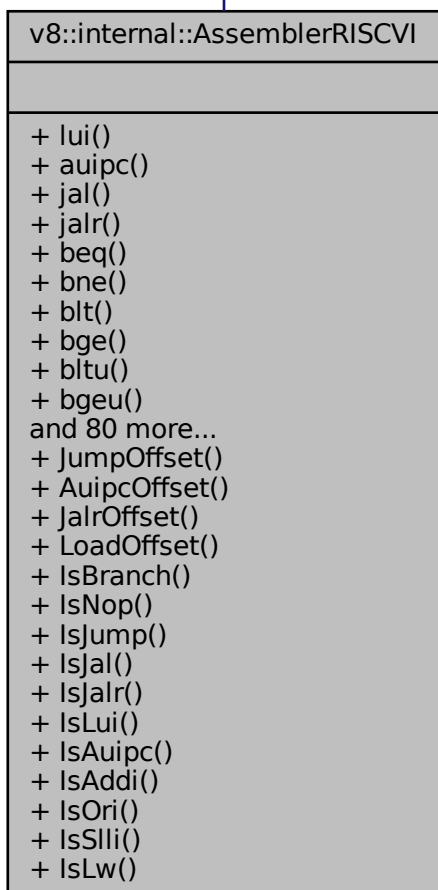 v8::internal::AssemblerRISCVI
+ lui()
+ auipc()
+ jal()
+ jalr()
+ beq()
+ bne()
+ blt()
+ bge()
+ bltu()
+ bgeu()
and 80 more...
+ JumpOffset()
+ AuipcOffset()
+ JalrOffset()
+ LoadOffset()
+ IsBranch()
+ IsNop()
+ IsJump()
+ IsJal()
+ IsJalr()
+ IsLui()
+ IsAuipc()
+ IsAddi()
+ IsOri()
+ IsSlli()
+ IsLw()